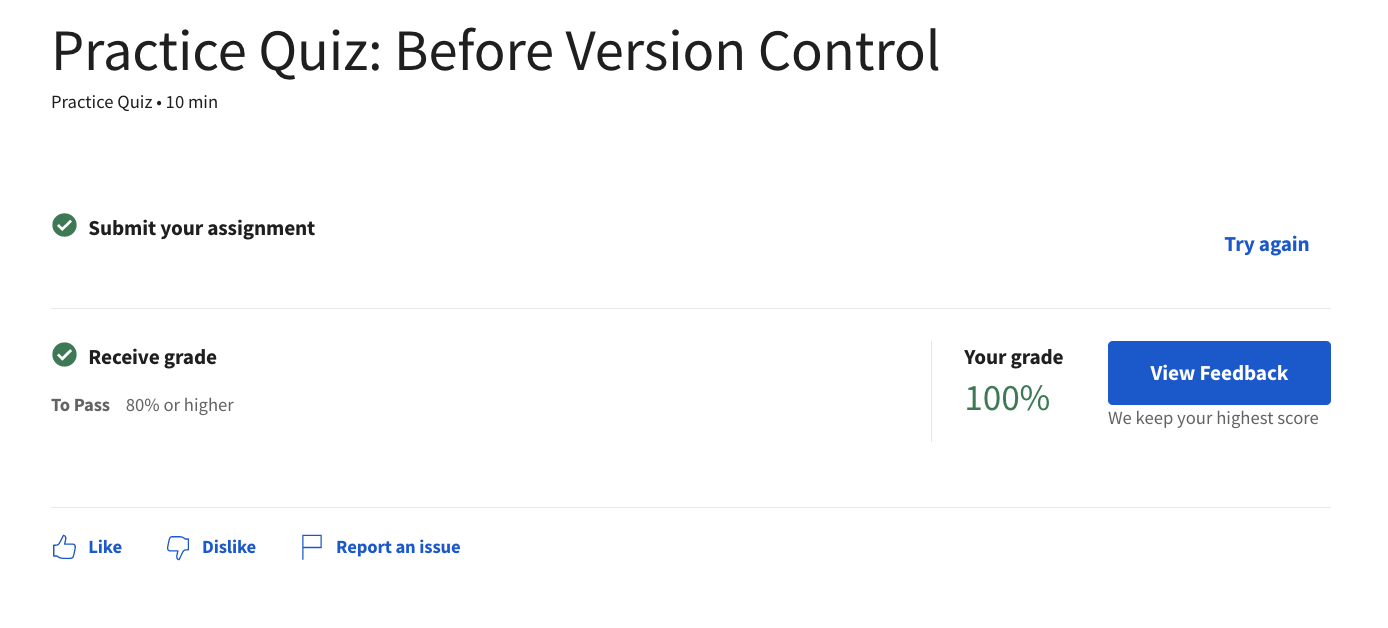 Practice Quiz: Before Version Control
Practice Quiz • 10 min
Submit your assignment
Try again
Receive grade
To Pass 80% or higher
Your grade
100%
View Feedback
We keep your highest score
Like Dislike Report an issue